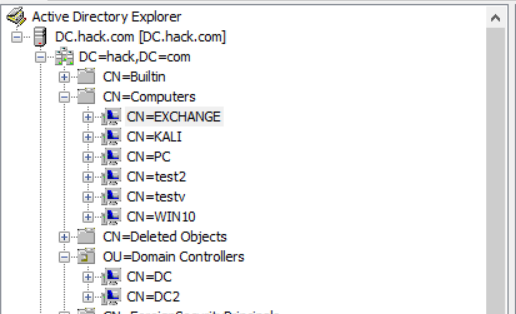 Active Directory Explorer
DC.hack.com [DC.hack.com]
DC=hack,DC=com
CN=Builtin
CN=Computers
CN=EXCHANGE
CN=KALI
CN=PC
CN=test2
CN=testv
CN=WIN10
CN=Deleted Objects
OU=Domain Controllers
CN=DC
CN=DC2